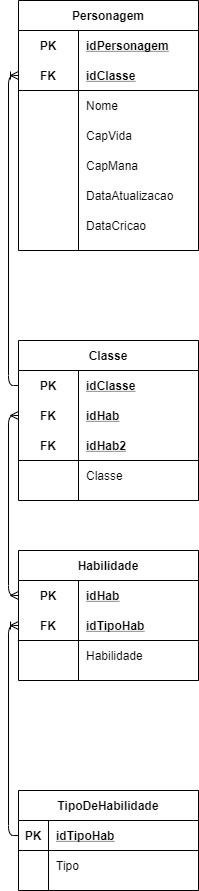 Personagem
PK idPersonagem
FK idClasse
Nome
CapVida
CapMana
DataAtualizacao
DataCricao
Classe
PK idClasse
FK idHab
FK idHab2
Classe
Habilidade
PK idHab
FK idTipoHab
Habilidade
TipoDeHabilidade
PK idTipoHab
Tipo